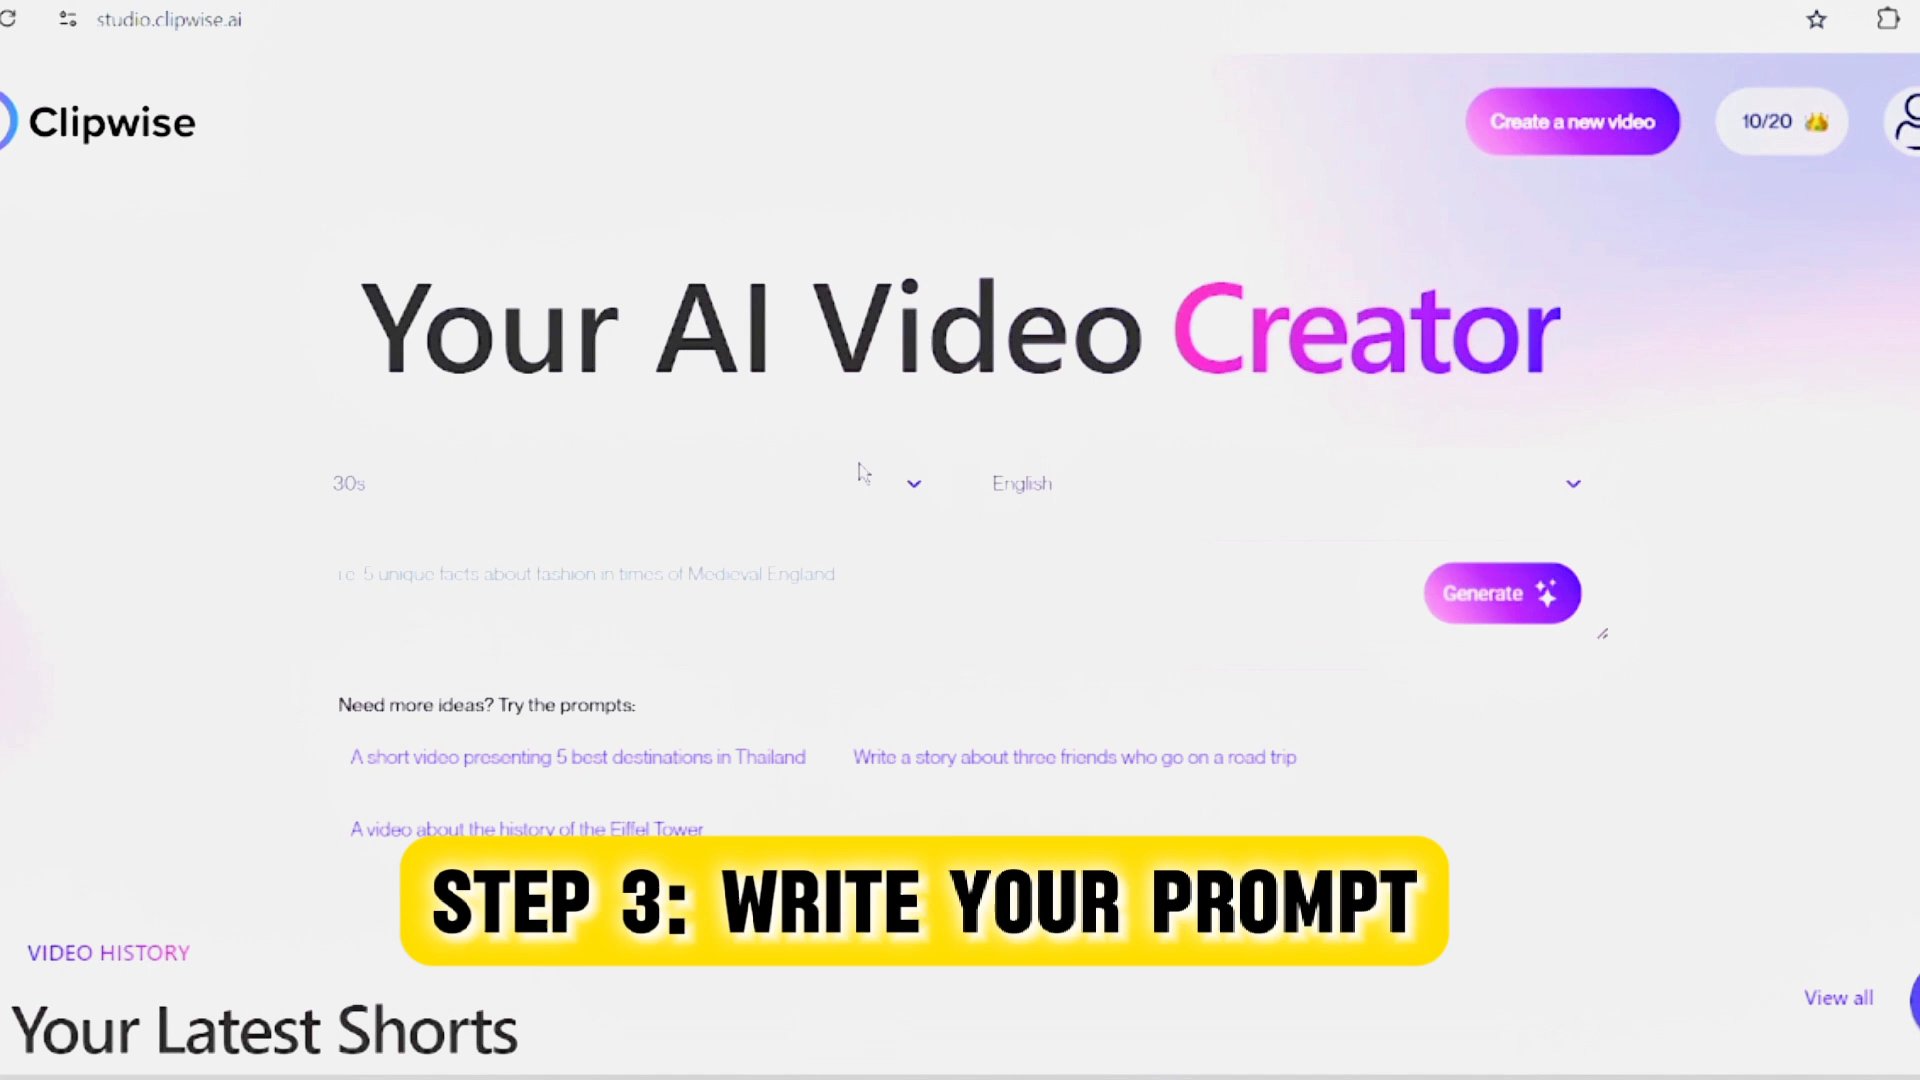 studio.clipwise.ai
Clipwise
Create a new video
10/20
Your AI Video Creator
30s
English
i.e. 5 unique facts about fashion in times of Medieval England
Generate
Need more ideas? Try the prompts:
A short video presenting 5 best destinations in Thailand
Write a story about three friends who go on a road trip
A video about the history of the Eiffel Tower
STEP 3: WRITE YOUR PROMPT
VIDEO HISTORY
View all
Your Latest Shorts